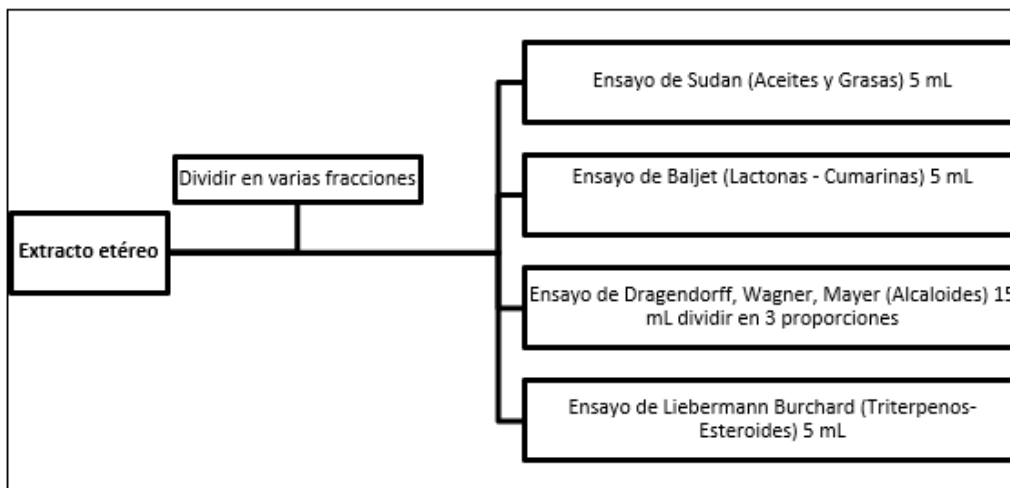 Ensayo de Sudan (Aceites y Grasas) 5 mL
Dividir en varias fracciones
Ensayo de Baljet (Lactonas - Cumarinas) 5 mL
Extracto etéreo
Ensayo de Dragendorff, Wagner, Mayer (Alcaloides) 15
mL dividir en 3 proporciones
Ensayo de Liebermann Burchard (Triterpenos-
Esteroides) 5 mL